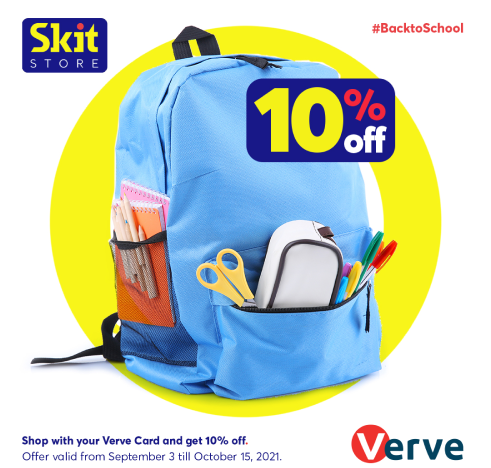 Skit
STORE
#BacktoSchool
10%
off
Shop with your Verve Card and get 10% off.
Offer valid from September 3 till October 15, 2021.
Verve